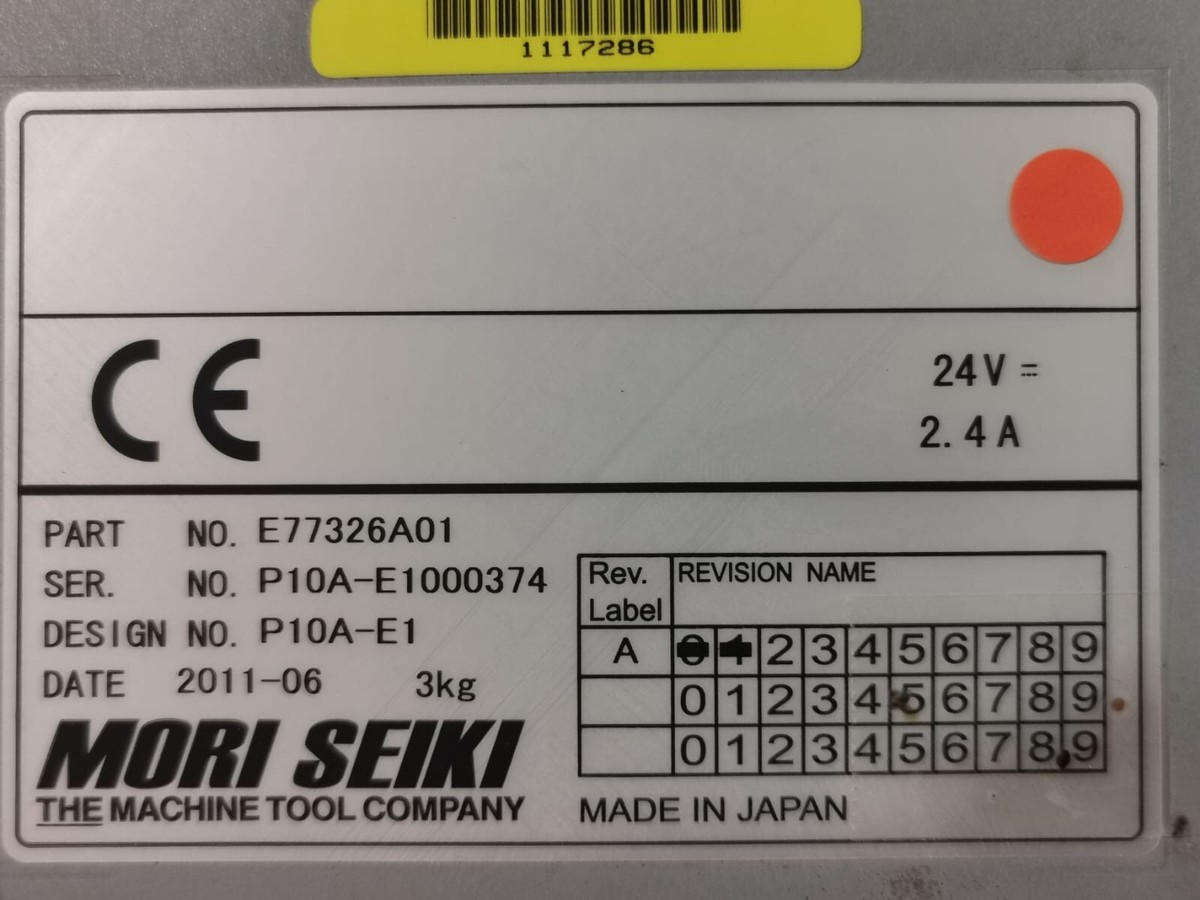 1117286
CE
24V ⎓
2.4A
PART NO. E77326A01
SER. NO. P10A-E1000374
DESIGN NO. P10A-E1
DATE 2011-06 3kg
MORI SEIKI
THE MACHINE TOOL COMPANY
Rev. Label REVISION NAME
A 0 1 2 3 4 5 6 7 8 9
0 1 2 3 4 5 6 7 8 9
0 1 2 3 4 5 6 7 8 9
MADE IN JAPAN